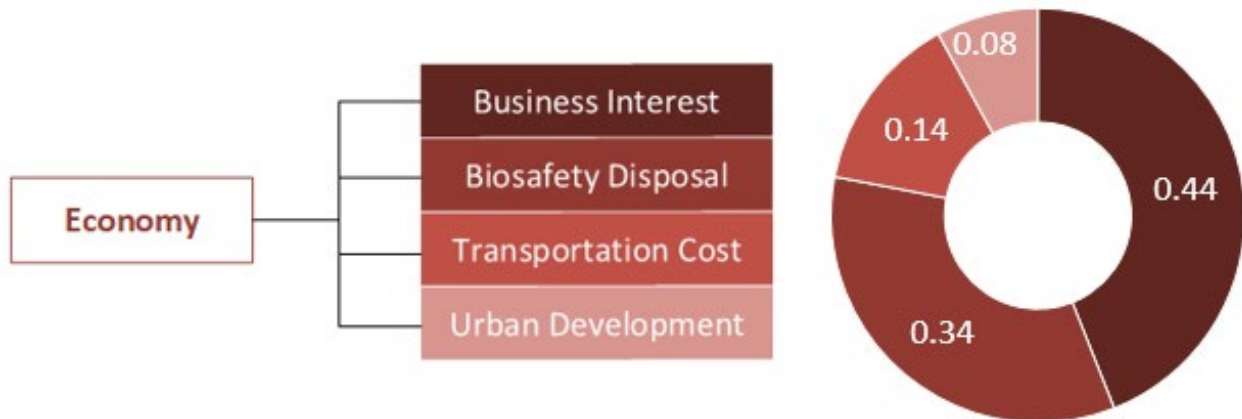 Economy
Business Interest
Biosafety Disposal
Transportation Cost
Urban Development
0.08
0.14
0.44
0.34